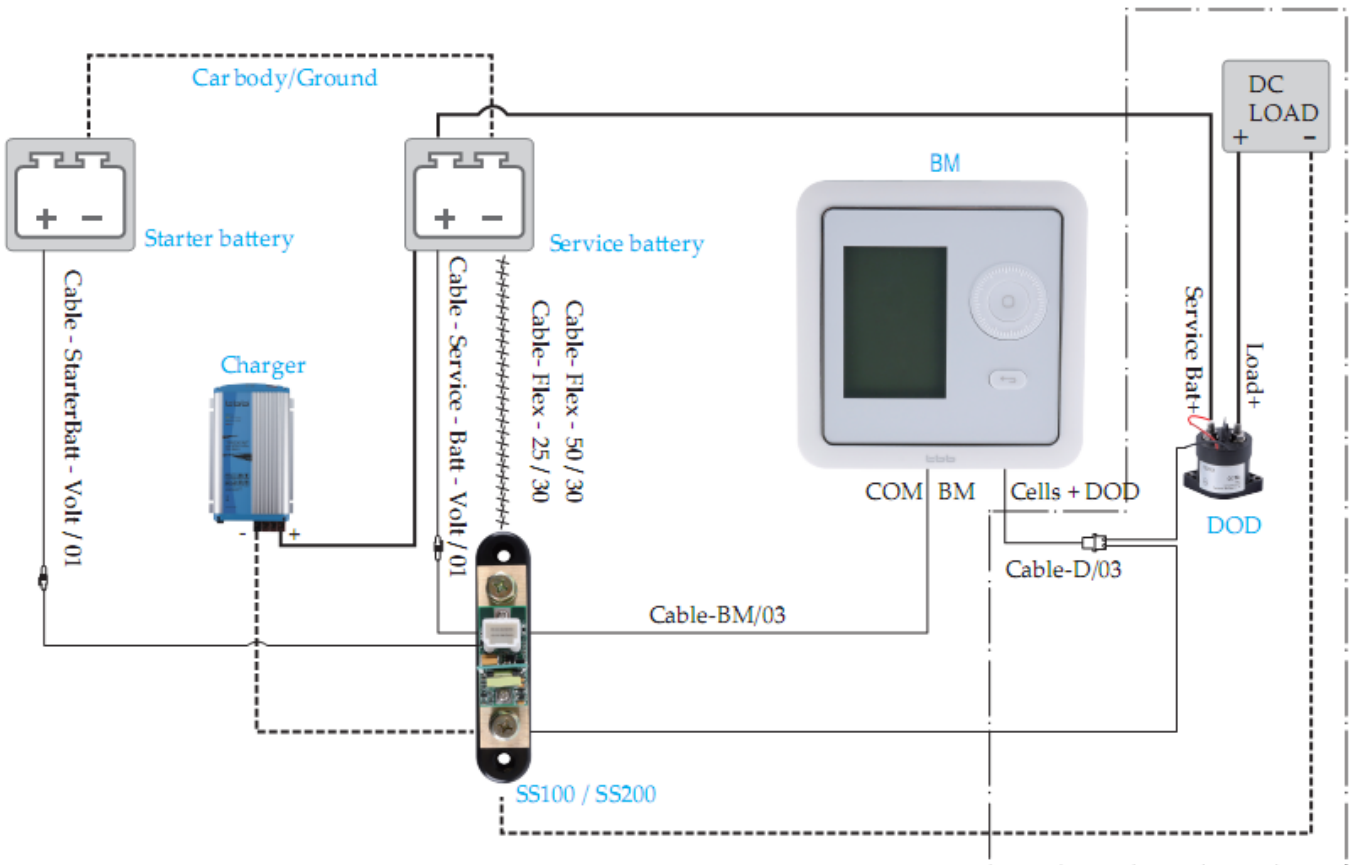 Car body/Ground
DC
LOAD
+ -
BM
+ -
Starter battery
+ -
Service battery
Cable - StarterBatt - Volt / 01
Cable - Service - Batt - Volt / 01
Cable- Flex - 25 / 30
Cable- Flex - 50 / 30
Service Bat+
Load+
Charger
- +
COM BM Cells + DOD
DOD
Cable-D/03
Cable-BM/03
SS100 / SS200